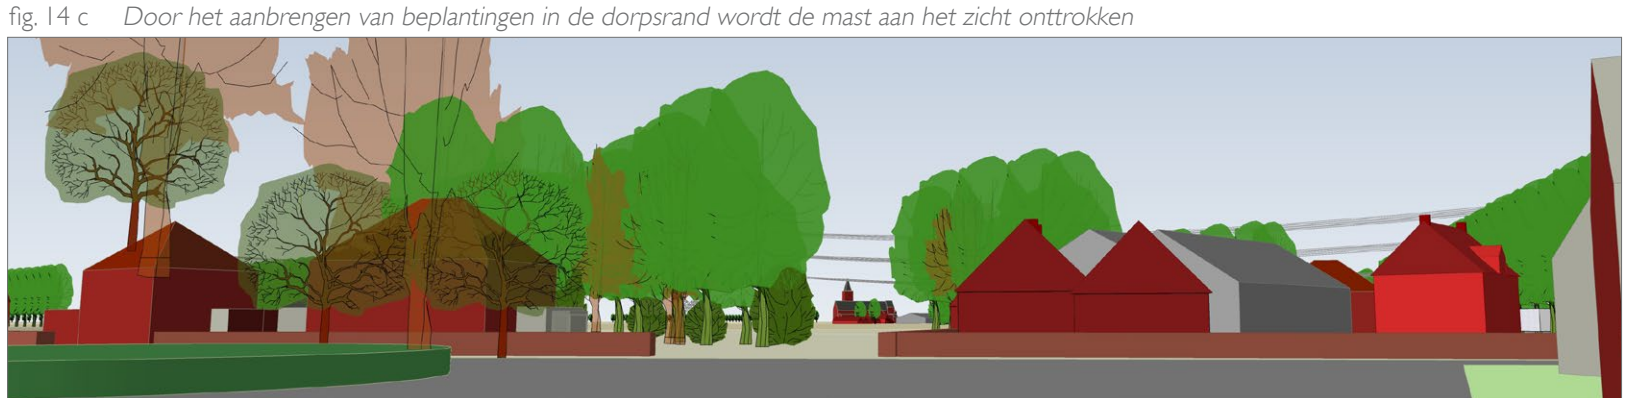 fig. 14 c Door het aanbrengen van beplantingen in de dorpsrand wordt de mast aan het zicht onttrokken